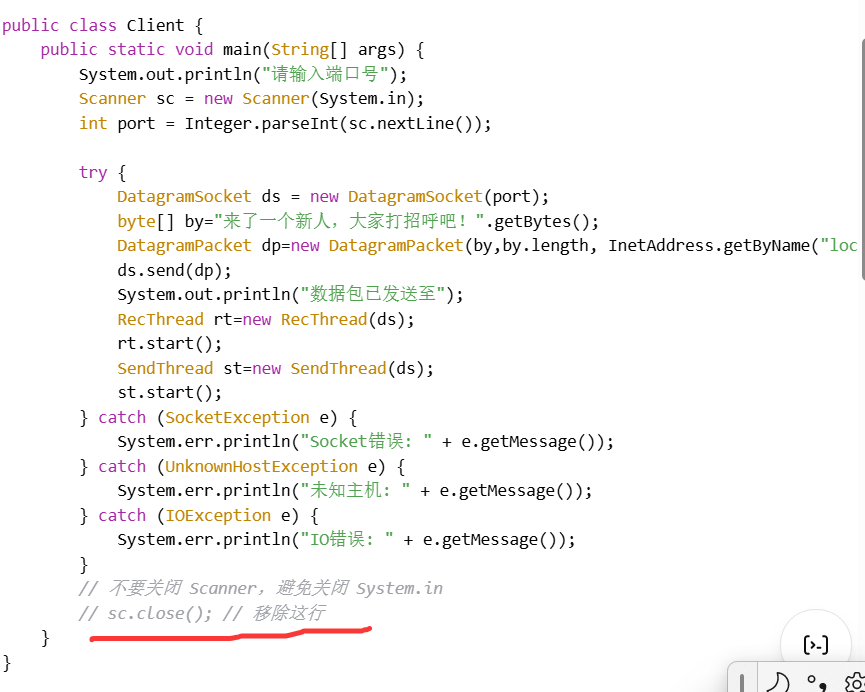 public class Client {
    public static void main(String[] args) {
        System.out.println("请输入端口号");
        Scanner sc = new Scanner(System.in);
        int port = Integer.parseInt(sc.nextLine());
        try {
            DatagramSocket ds = new DatagramSocket(port);
            byte[] by="来了一个新人，大家打招呼吧！".getBytes();
            DatagramPacket dp=new DatagramPacket(by,by.length, InetAddress.getByName("loc
            ds.send(dp);
            System.out.println("数据包已发送至");
            RecThread rt=new RecThread(ds);
            rt.start();
            SendThread st=new SendThread(ds);
            st.start();
        } catch (SocketException e) {
            System.err.println("Socket错误: " + e.getMessage());
        } catch (UnknownHostException e) {
            System.err.println("未知主机: " + e.getMessage());
        } catch (IOException e) {
            System.err.println("IO错误: " + e.getMessage());
        }
        // 不要关闭 Scanner，避免关闭 System.in
        // sc.close(); // 移除这行
    }
}